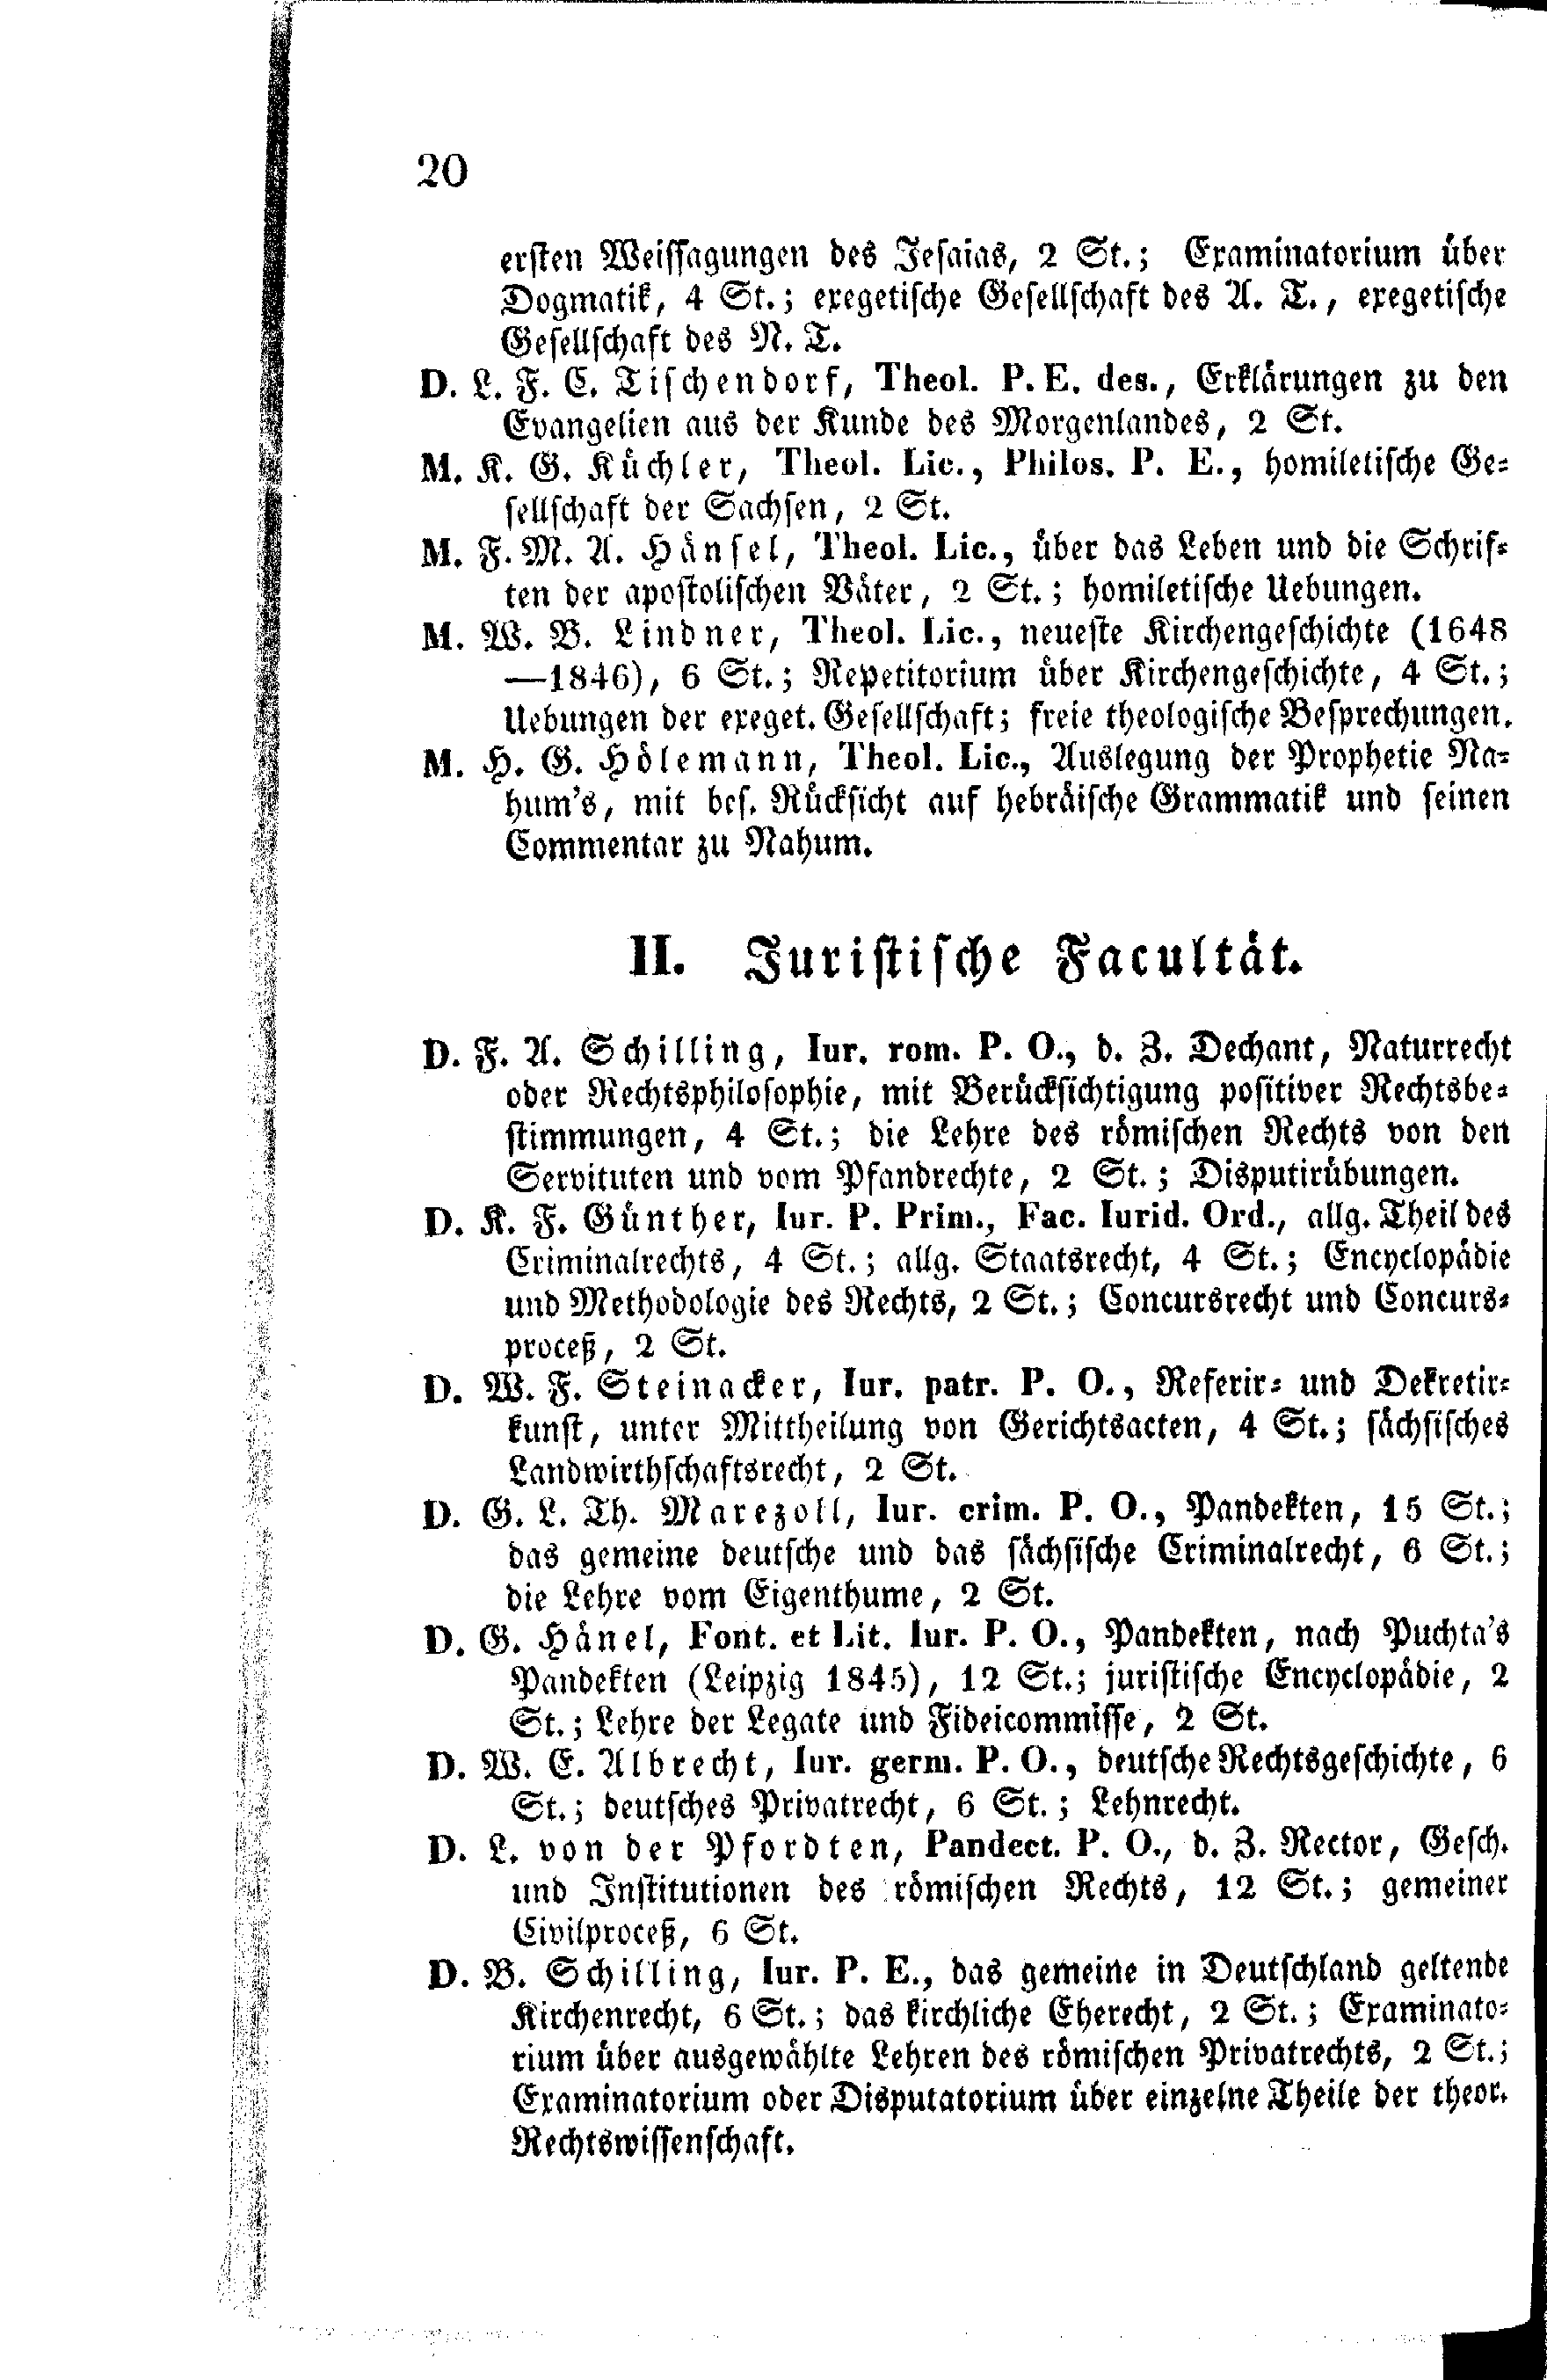 20
ersten Weissagungen des Jesaias, 2 St.; Examinatorium über
Dogmatik, 4 St.; exegetische Gesellschaft des A. T., exegetische
Gesellschaft des N. T.
D. L. F. C. Tischendorf, Theol. P. E. des., Erklärungen zu den
Evangelien aus der Kunde des Morgenlandes, 2 St.
M. K. G. Küchler, Theol. Lic., Philos. P. E., homiletische Ge-
sellschaft der Sachsen, 2 St.
M. F. M. A. Hänsel, Theol. Lic., über das Leben und die Schrif-
ten der apostolischen Väter, 2 St.; homiletische Uebungen.
M. W. B. Lindner, Theol. Lic., neueste Kirchengeschichte (1648
—1846), 6 St.; Repetitorium über Kirchengeschichte, 4 St.;
Uebungen der exeget. Gesellschaft; freie theologische Besprechungen.
M. H. G. Hölemann, Theol. Lic., Auslegung der Prophetie Na-
hum's, mit bes. Rücksicht auf hebräische Grammatik und seinen
Commentar zu Nahum.
II. Juristische Facultät.
D. F. A. Schilling, Iur. rom. P. O., d. Z. Dechant, Naturrecht
oder Rechtsphilosophie, mit Berücksichtigung positiver Rechtsbe-
stimmungen, 4 St.; die Lehre des römischen Rechts von den
Servituten und vom Pfandrechte, 2 St.; Disputirübungen.
D. K. F. Günther, Iur. P. Prim., Fac. Iurid. Ord., allg. Theil des
Criminalrechts, 4 St.; allg. Staatsrecht, 4 St.; Encyclopädie
und Methodologie des Rechts, 2 St.; Concursrecht und Concurs-
proceß, 2 St.
D. W. F. Steinacker, Iur. patr. P. O., Referir- und Dekretir-
kunst, unter Mittheilung von Gerichtsacten, 4 St.; sächsisches
Landwirthschaftsrecht, 2 St.
D. G. L. Th. Marezoll, Iur. crim. P. O., Pandekten, 15 St.;
das gemeine deutsche und das sächsische Criminalrecht, 6 St.;
die Lehre vom Eigenthume, 2 St.
D. G. Hänel, Font. et Lit. Iur. P. O., Pandekten, nach Puchta's
Pandekten (Leipzig 1845), 12 St.; juristische Encyclopädie, 2
St.; Lehre der Legate und Fideicommisse, 2 St.
D. W. E. Albrecht, Iur. germ. P. O., deutsche Rechtsgeschichte, 6
St.; deutsches Privatrecht, 6 St.; Lehnrecht.
D. L. von der Pfordten, Pandect. P. O., d. Z. Rector, Gesch.
und Institutionen des römischen Rechts, 12 St.; gemeiner
Civilproceß, 6 St.
D. B. Schilling, Iur. P. E., das gemeine in Deutschland geltende
Kirchenrecht, 6 St.; das kirchliche Eherecht, 2 St.; Examinato-
rium über ausgewählte Lehren des römischen Privatrechts, 2 St.;
Examinatorium oder Disputatorium über einzelne Theile der theor.
Rechtswissenschaft.